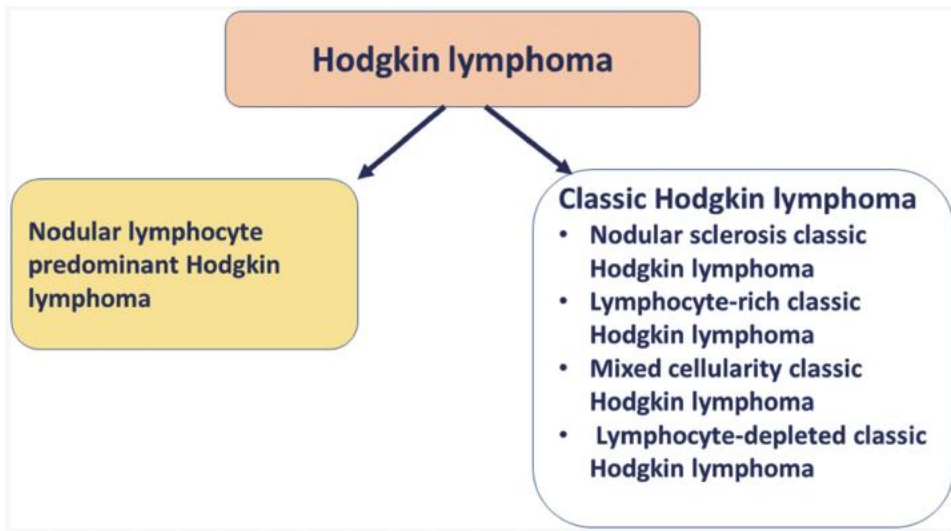 Hodgkin lymphoma
Nodular lymphocyte
predominant Hodgkin
lymphoma
Classic Hodgkin lymphoma
• Nodular sclerosis classic
Hodgkin lymphoma
• Lymphocyte-rich classic
Hodgkin lymphoma
• Mixed cellularity classic
Hodgkin lymphoma
• Lymphocyte-depleted classic
Hodgkin lymphoma